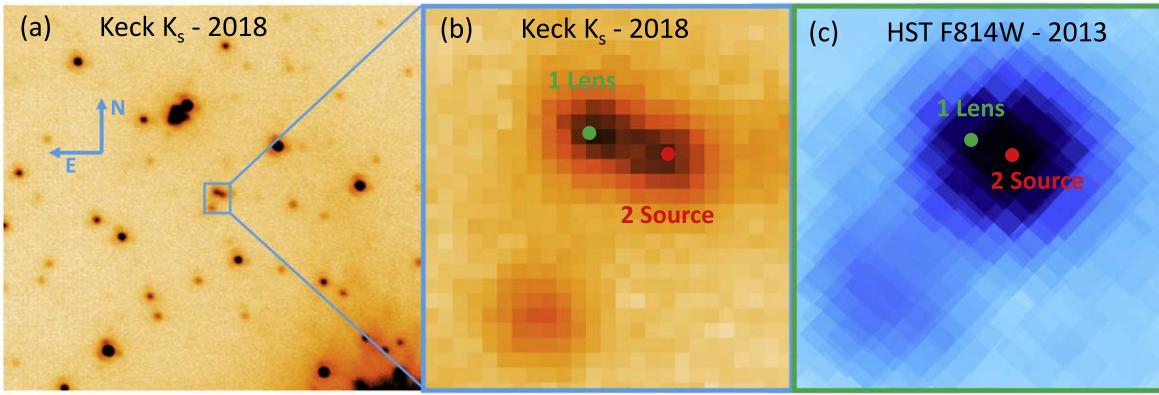 (a) Keck Ks - 2018
N
E
(b) Keck Ks - 2018
1 Lens
2 Source
(c) HST F814W - 2013
1 Lens
2 Source